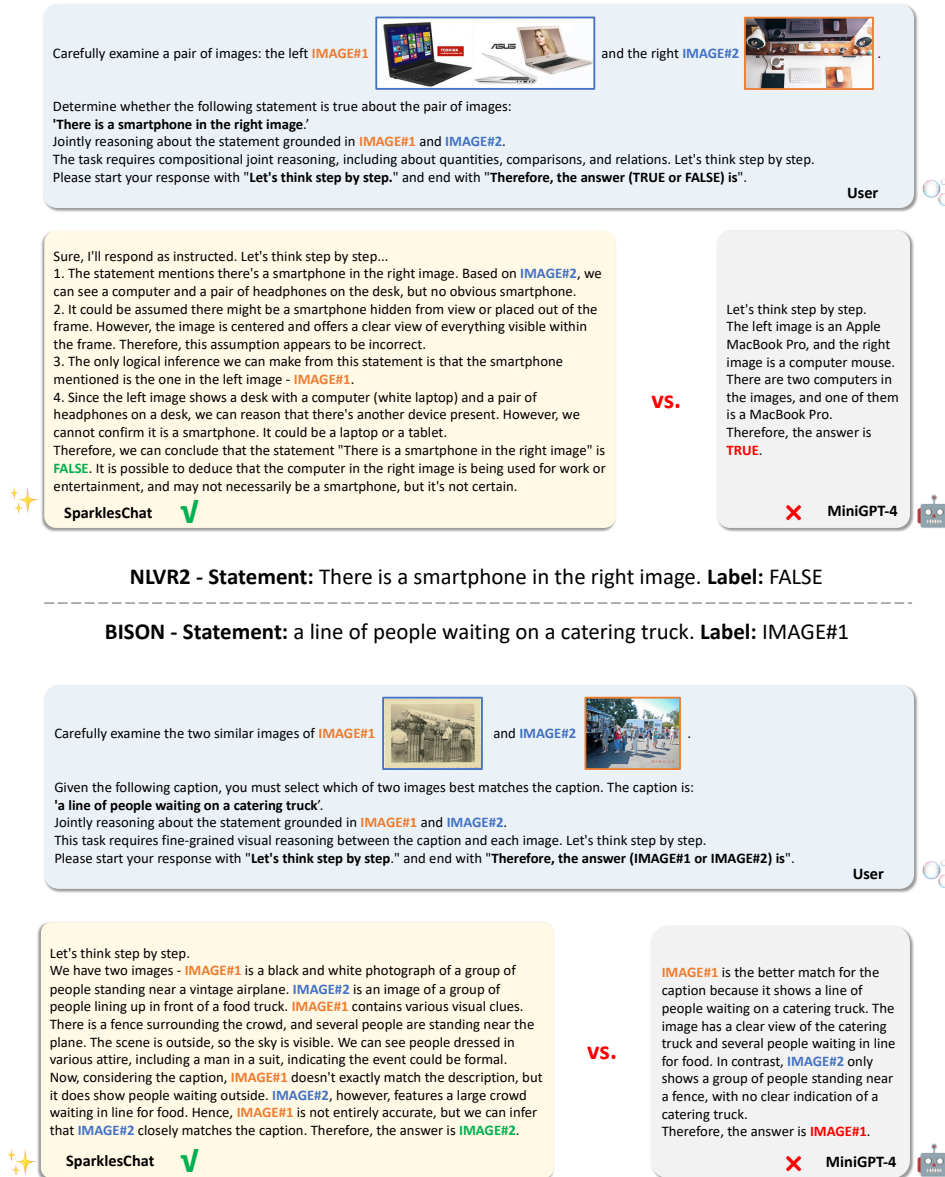 Carefully examine a pair of images: the left IMAGE#1 and the right IMAGE#2 .
TOSHIBA
ASUS
Determine whether the following statement is true about the pair of images:
'There is a smartphone in the right image.’
Jointly reasoning about the statement grounded in IMAGE#1 and IMAGE#2.
The task requires compositional joint reasoning, including about quantities, comparisons, and relations. Let's think step by step.
Please start your response with "Let's think step by step." and end with "Therefore, the answer (TRUE or FALSE) is".
User
Sure, I'll respond as instructed. Let's think step by step...
1. The statement mentions there's a smartphone in the right image. Based on IMAGE#2, we
can see a computer and a pair of headphones on the desk, but no obvious smartphone.
2. It could be assumed there might be a smartphone hidden from view or placed out of the
frame. However, the image is centered and offers a clear view of everything visible within
the frame. Therefore, this assumption appears to be incorrect.
3. The only logical inference we can make from this statement is that the smartphone
mentioned is the one in the left image - IMAGE#1.
4. Since the left image shows a desk with a computer (white laptop) and a pair of
headphones on a desk, we can reason that there's another device present. However, we
cannot confirm it is a smartphone. It could be a laptop or a tablet.
Therefore, we can conclude that the statement "There is a smartphone in the right image" is
FALSE. It is possible to deduce that the computer in the right image is being used for work or
entertainment, and may not necessarily be a smartphone, but it's not certain.
SparklesChat √
vs.
Let's think step by step.
The left image is an Apple
MacBook Pro, and the right
image is a computer mouse.
There are two computers in
the images, and one of them
is a MacBook Pro.
Therefore, the answer is
TRUE.
MiniGPT-4
NLVR2 - Statement: There is a smartphone in the right image. Label: FALSE
BISON - Statement: a line of people waiting on a catering truck. Label: IMAGE#1
Carefully examine the two similar images of IMAGE#1 and IMAGE#2 .
Given the following caption, you must select which of two images best matches the caption. The caption is:
'a line of people waiting on a catering truck’.
Jointly reasoning about the statement grounded in IMAGE#1 and IMAGE#2.
This task requires fine-grained visual reasoning between the caption and each image. Let's think step by step.
Please start your response with "Let's think step by step." and end with "Therefore, the answer (IMAGE#1 or IMAGE#2) is".
User
Let's think step by step.
We have two images - IMAGE#1 is a black and white photograph of a group of
people standing near a vintage airplane. IMAGE#2 is an image of a group of
people lining up in front of a food truck. IMAGE#1 contains various visual clues.
There is a fence surrounding the crowd, and several people are standing near the
plane. The scene is outside, so the sky is visible. We can see people dressed in
various attire, including a man in a suit, indicating the event could be formal.
Now, considering the caption, IMAGE#1 doesn't exactly match the description, but
it does show people waiting outside. IMAGE#2, however, features a large crowd
waiting in line for food. Hence, IMAGE#1 is not entirely accurate, but we can infer
that IMAGE#2 closely matches the caption. Therefore, the answer is IMAGE#2.
SparklesChat √
vs.
IMAGE#1 is the better match for the
caption because it shows a line of
people waiting on a catering truck. The
image has a clear view of the catering
truck and several people waiting in line
for food. In contrast, IMAGE#2 only
shows a group of people standing near
a fence, with no clear indication of a
catering truck.
Therefore, the answer is IMAGE#1.
MiniGPT-4